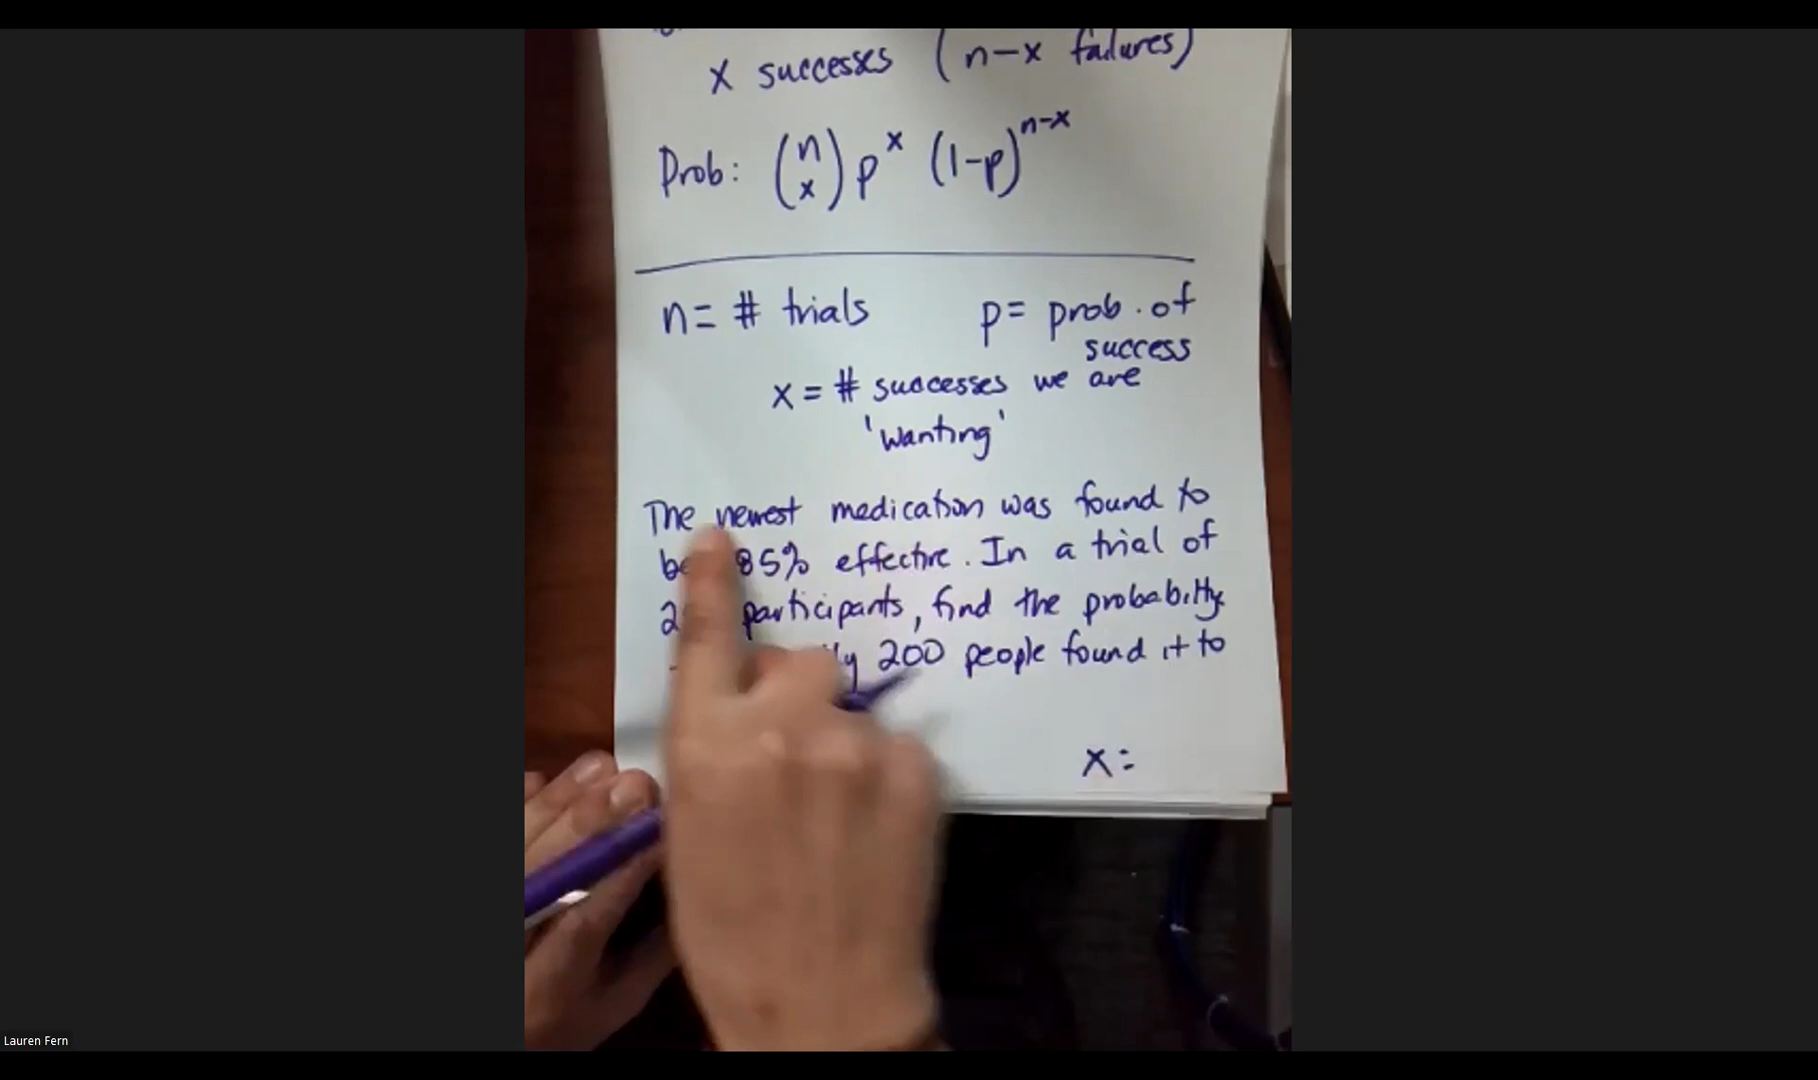 x successes (n-x failures)
Prob: (n x) p^x (1-p)^n-x
n= # trials p= prob. of
success
x = # successes we are
'wanting'
The newest medication was found to
be 85% effective. In a trial of
participants, find the probability
200 people found it to
x=
Lauren Fern